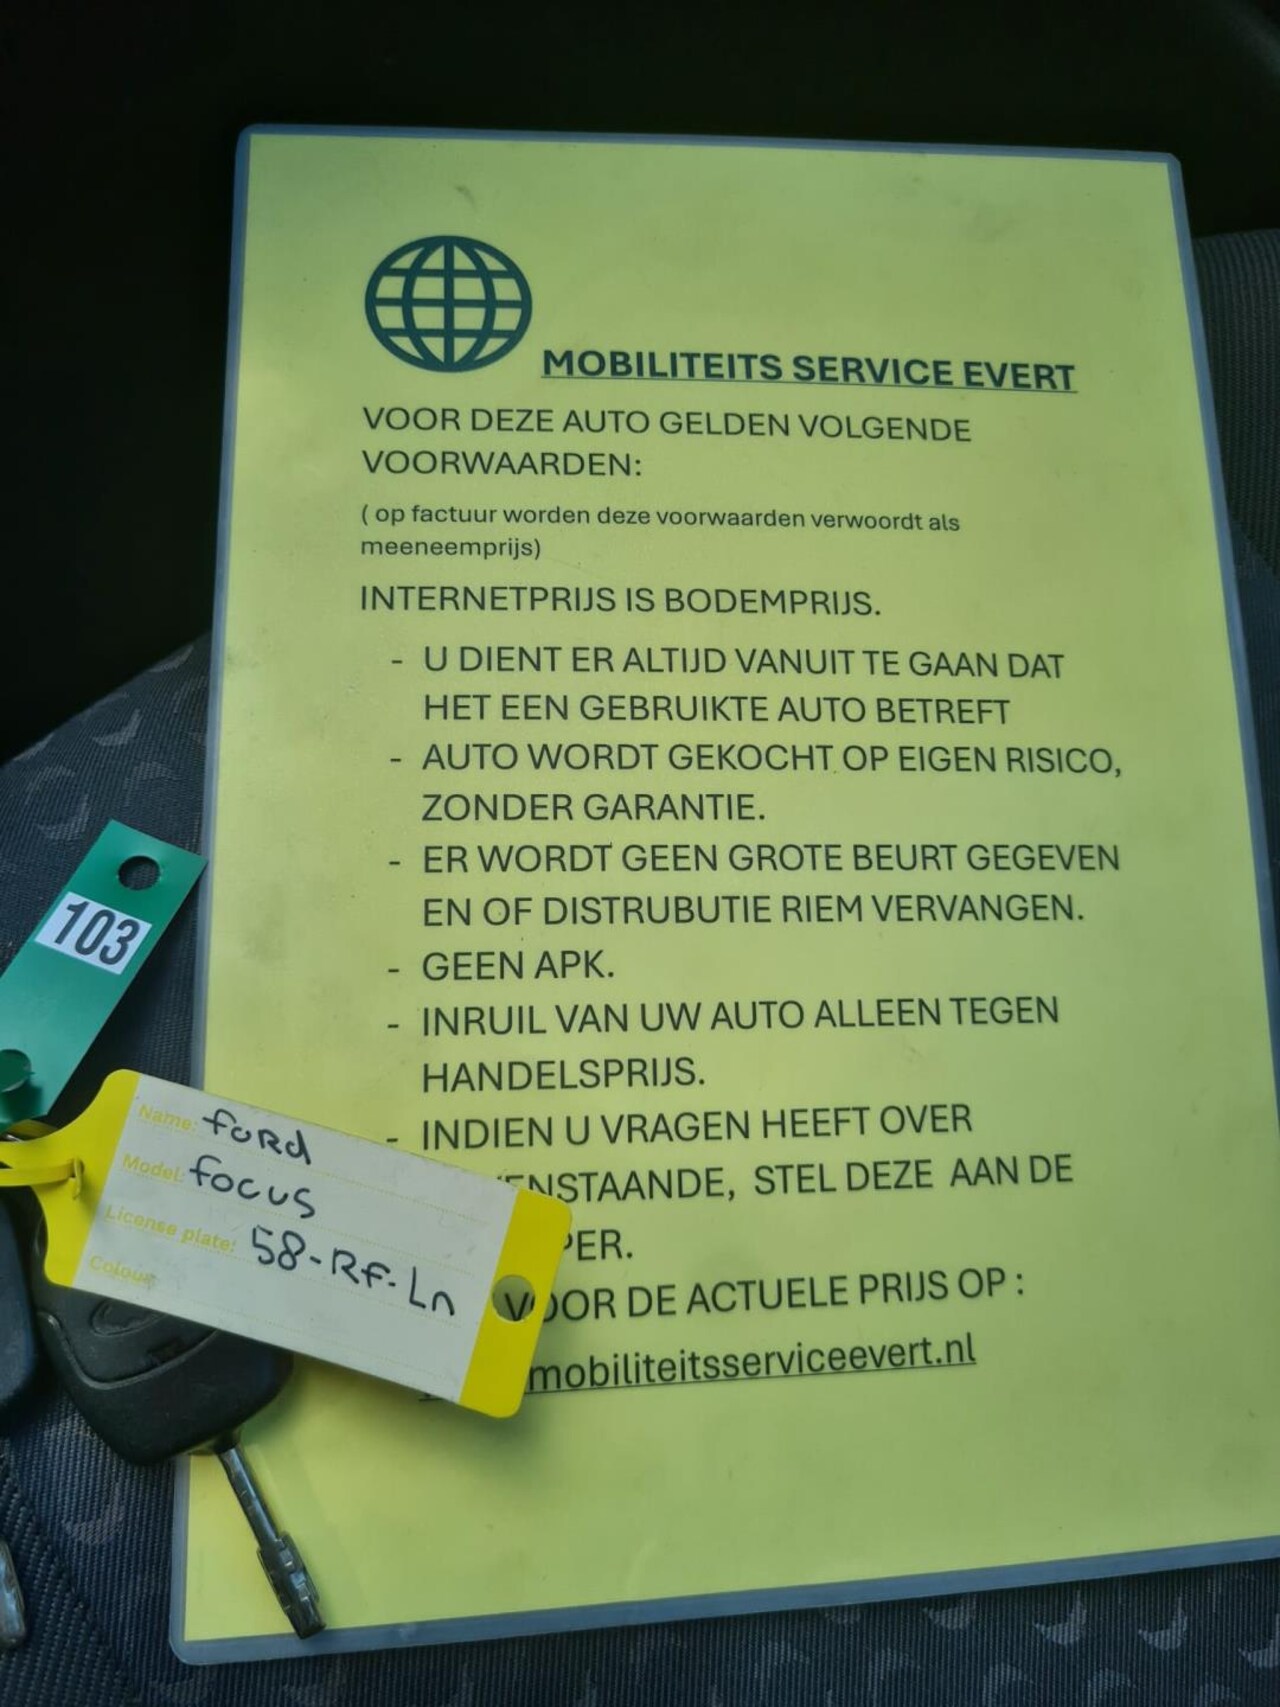 MOBILITEITS SERVICE EVERT
VOOR DEZE AUTO GELDEN VOLGENDE
VOORWAARDEN:
( op factuur worden deze voorwaarden verwoordt als
meeneemprijs)
INTERNETPRIJS IS BODEMPRIJS.
- U DIENT ER ALTIJD VANUIT TE GAAN DAT
HET EEN GEBRUIKTE AUTO BETREFT
- AUTO WORDT GEKOCHT OP EIGEN RISICO,
ZONDER GARANTIE.
- ER WORDT GEEN GROTE BEURT GEGEVEN
EN OF DISTRUBUTIE RIEM VERVANGEN.
- GEEN APK.
- INRUIL VAN UW AUTO ALLEEN TEGEN
HANDELSPRIJS.
- INDIEN U VRAGEN HEEFT OVER
ENSTAANDE, STEL DEZE AAN DE
PER.
VOOR DE ACTUELE PRIJS OP :
mobiliteitsserviceevert.nl
103
Name: Ford
Model: Focus
License plate: 58-RF-Ln
Colour: